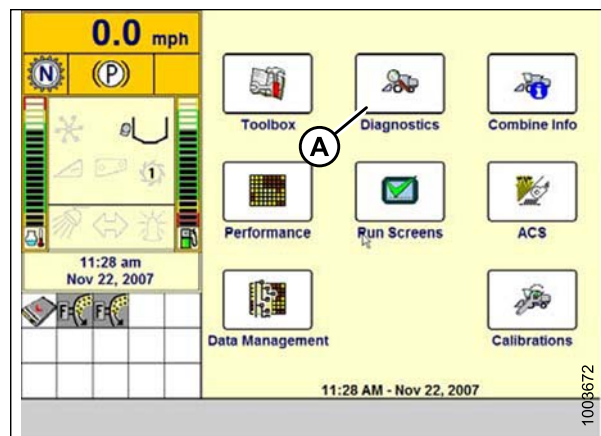 0.0 mph
N (P)
1
11:28 am
Nov 22, 2007
F F
Toolbox Diagnostics Combine Info
A
Performance Run Screens ACS
Data Management Calibrations
11:28 AM - Nov 22, 2007
1003672